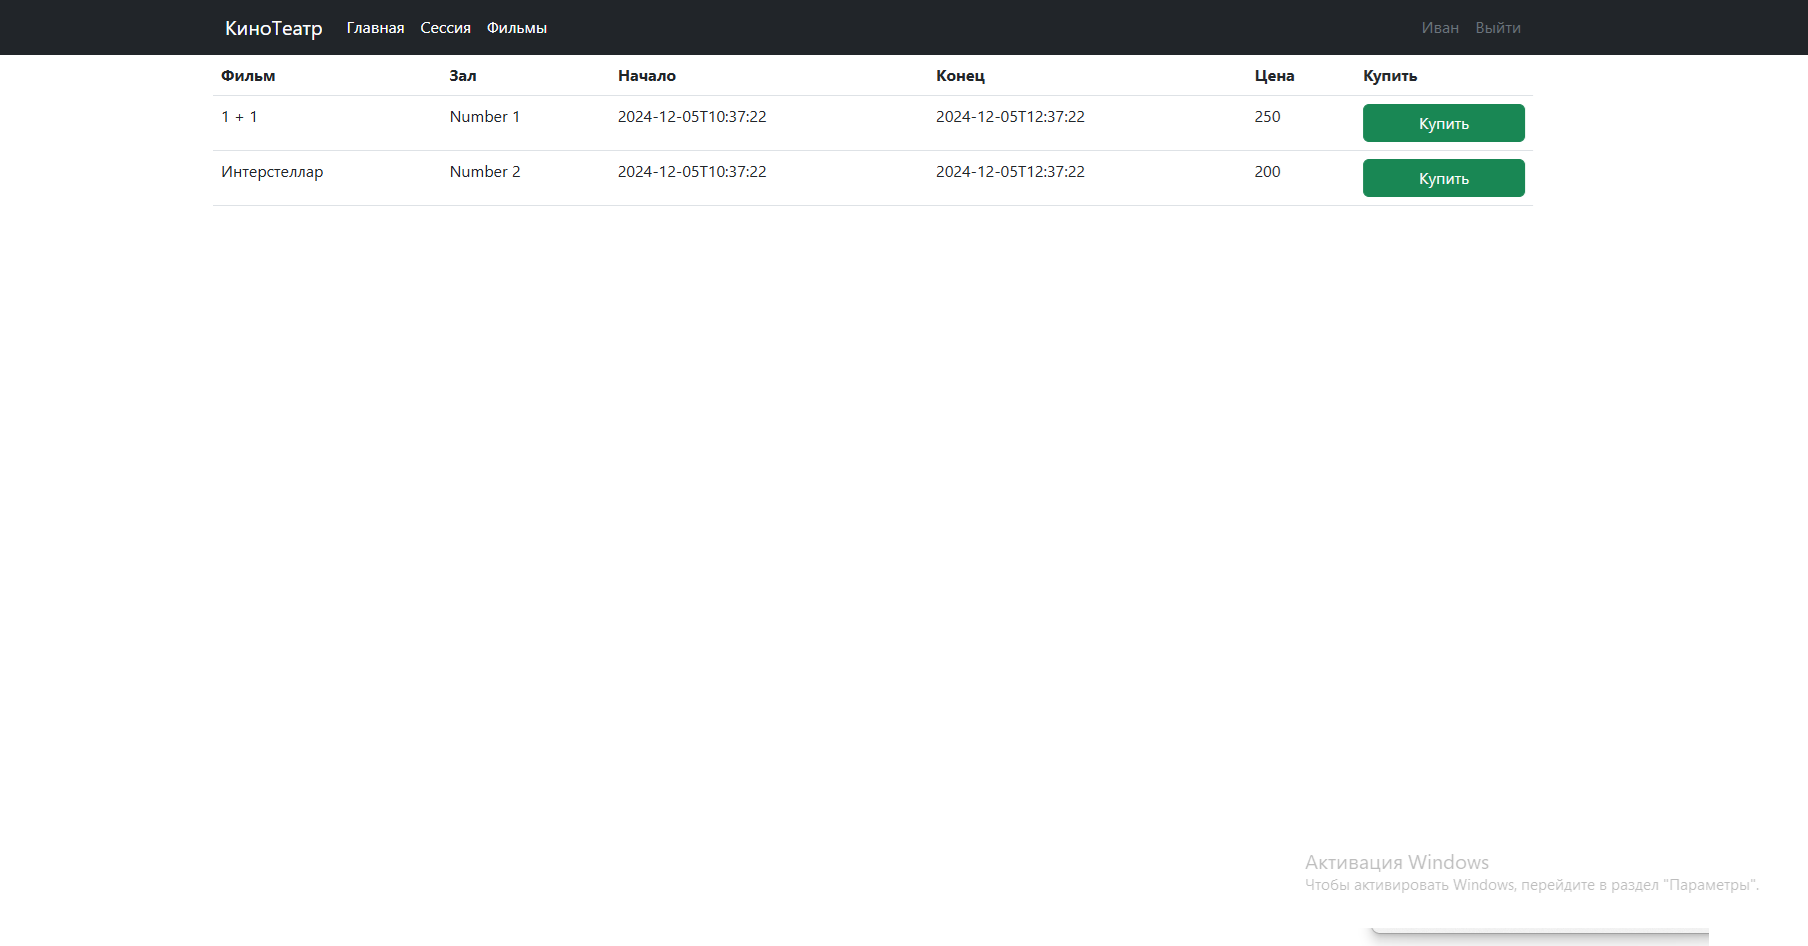 КиноТеатр Главная Сессия Фильмы Иван Выйти
Фильм Зал Начало Конец Цена Купить
1 + 1 Number 1 2024-12-05T10:37:22 2024-12-05T12:37:22 250 Купить
Интерстеллар Number 2 2024-12-05T10:37:22 2024-12-05T12:37:22 200 Купить
Активация Windows
Чтобы активировать Windows, перейдите в раздел "Параметры".